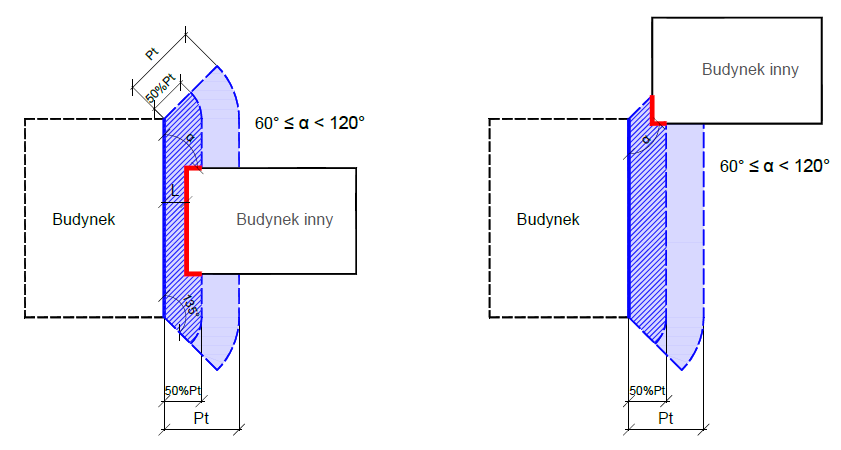 Pt
50%Pt
60° ≤ α < 120°
α
L
Budynek
Budynek inny
135°
50%Pt
Pt
Budynek inny
α
60° ≤ α < 120°
Budynek
50%Pt
Pt